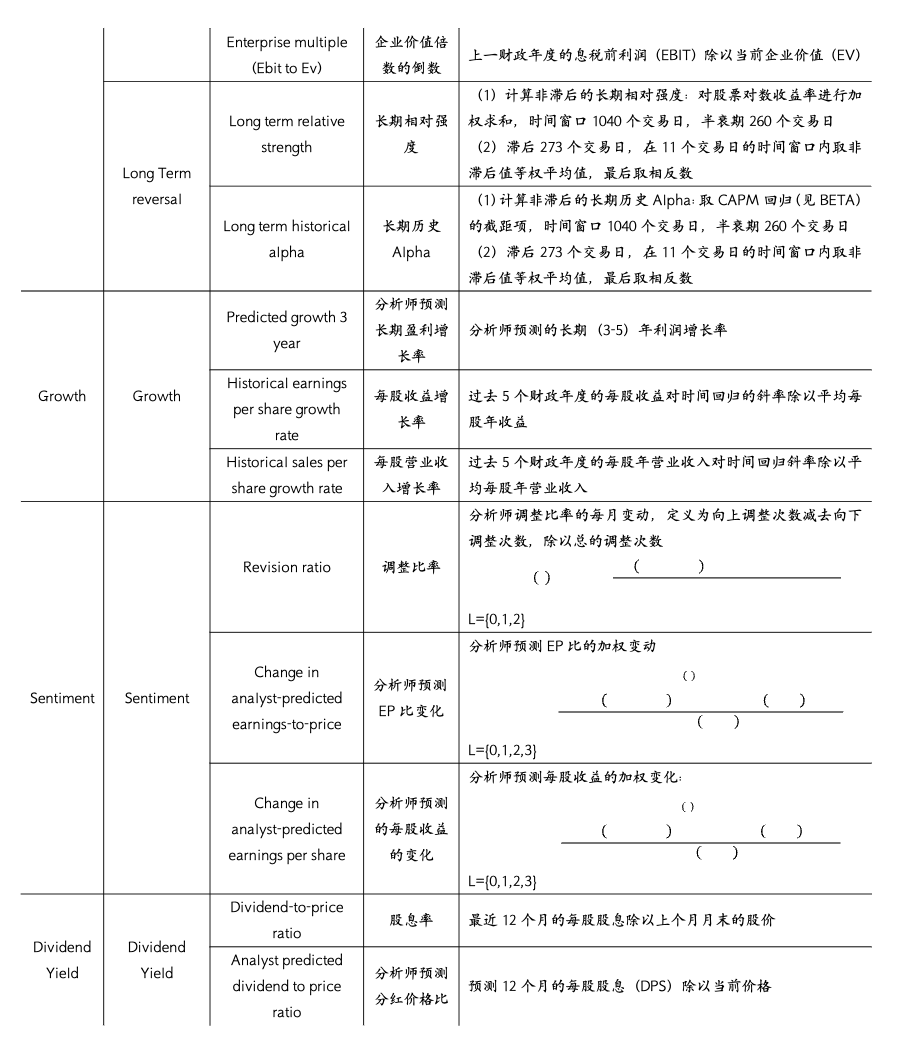 Enterprise multiple
(Ebit to Ev)
企业价值倍
数的倒数
上一财政年度的息税前利润（EBIT）除以当前企业价值（EV）
Long Term
reversal
Long term relative
strength
长期相对强
度
（1）计算非滞后的长期相对强度：对股票对数收益率进行加
权求和，时间窗口 1040 个交易日，半衰期 260 个交易日
（2）滞后 273 个交易日，在 11 个交易日的时间窗口内取非
滞后值等权平均值，最后取相反数
Long term historical
alpha
长期历史
Alpha
（1）计算非滞后的长期历史 Alpha：取 CAPM 回归（见 BETA）
的截距项，时间窗口 1040 个交易日，半衰期 260 个交易日
（2）滞后 273 个交易日，在 11 个交易日的时间窗口内取非
滞后值等权平均值，最后取相反数
Growth
Growth
Predicted growth 3
year
分析师预测
长期盈利增
长率
分析师预测的长期（3-5）年利润增长率
Historical earnings
per share growth
rate
每股收益增
长率
过去 5 个财政年度的每股收益对时间回归的斜率除以平均每
股年收益
Historical sales per
share growth rate
每股营业收
入增长率
过去 5 个财政年度的每股年营业收入对时间回归斜率除以平
均每股年营业收入
Sentiment
Sentiment
Revision ratio
调整比率
分析师调整比率的每月变动，定义为向上调整次数减去向下
调整次数，除以总的调整次数
( )
( )
L={0,1,2}
Change in
analyst-predicted
earnings-to-price
分析师预测
EP 比变化
分析师预测 EP 比的加权变动
( )
( ) ( )
( )
L={0,1,2,3}
Change in
analyst-predicted
earnings per share
分析师预测
的每股收益
的变化
分析师预测每股收益的加权变化：
( )
( ) ( )
( )
L={0,1,2,3}
Dividend
Yield
Dividend
Yield
Dividend-to-price
ratio
股息率
最近 12 个月的每股股息除以上个月月末的股价
Analyst predicted
dividend to price
ratio
分析师预测
分红价格比
预测 12 个月的每股股息（DPS）除以当前价格